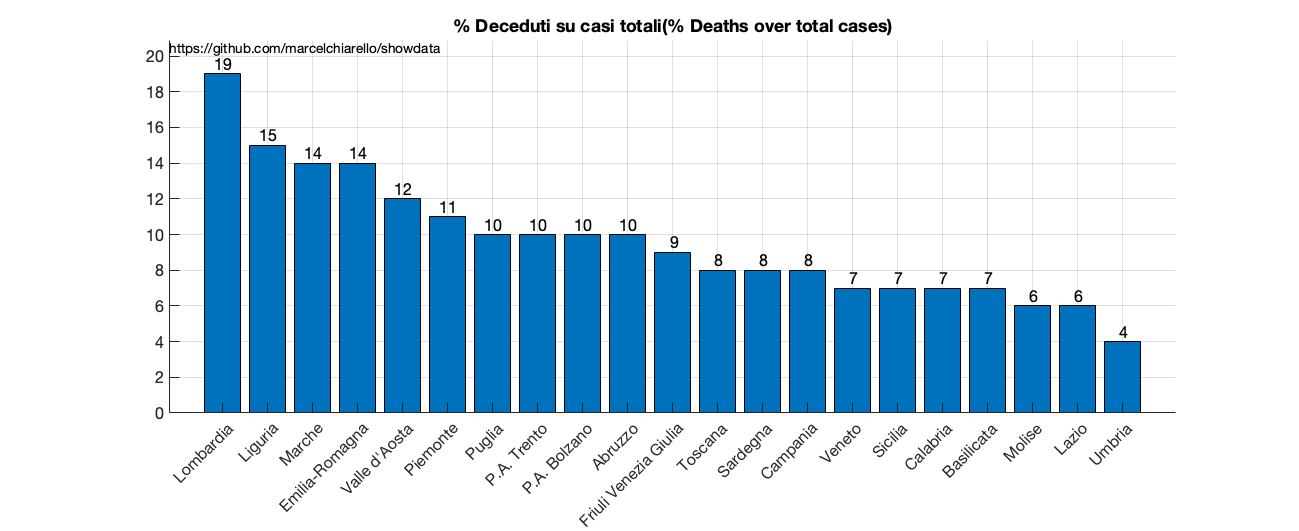 % Deceduti su casi totali(% Deaths over total cases)
https://github.com/marcelchiarello/showdata
20
18
16
14
12
10
8
6
4
2
0
19
15
14
14
12
11
10
10
10
10
9
8
8
8
7
7
7
7
6
6
4
Lombardia
Liguria
Marche
Emilia-Romagna
Valle d'Aosta
Piemonte
Puglia
P.A. Trento
P.A. Bolzano
Abruzzo
Friuli Venezia Giulia
Toscana
Sardegna
Campania
Veneto
Sicilia
Calabria
Basilicata
Molise
Lazio
Umbria